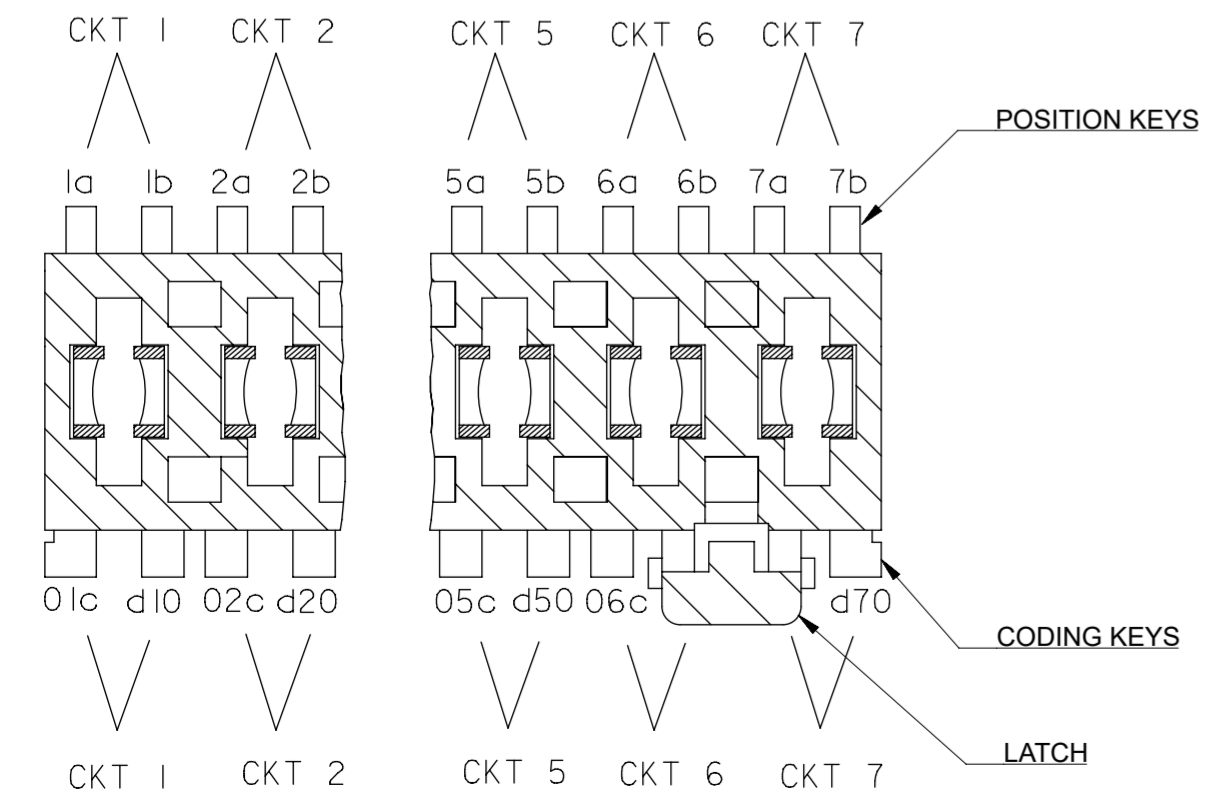 CKT 1 CKT 2 CKT 5 CKT 6 CKT 7
POSITION KEYS
1a 1b 2a 2b 5a 5b 6a 6b 7a 7b
01c d10 02c d20 05c d50 06c d70
CODING KEYS
LATCH
CKT 1 CKT 2 CKT 5 CKT 6 CKT 7